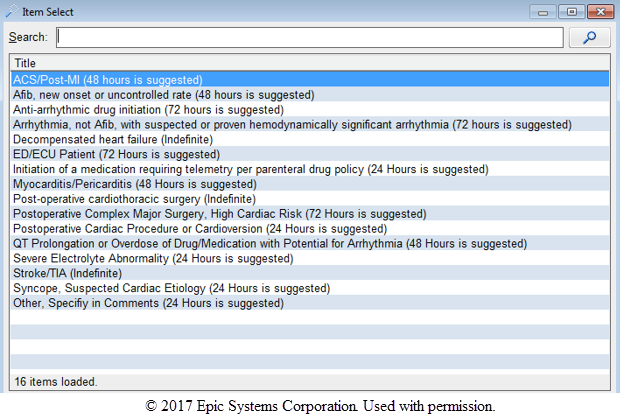 Item Select
Search:
Title
ACS/Post-MI (48 hours is suggested)
Afib, new onset or uncontrolled rate (48 hours is suggested)
Anti-arrhythmic drug initiation (72 hours is suggested)
Arrhythmia, not Afib, with suspected or proven hemodynamically significant arrhythmia (72 hours is suggested)
Decompensated heart failure (Indefinite)
ED/ECU Patient (72 Hours is suggested)
Initiation of a medication requiring telemetry per parenteral drug policy (24 Hours is suggested)
Myocarditis/Pericarditis (48 Hours is suggested)
Post-operative cardiothoracic surgery (Indefinite)
Postoperative Complex Major Surgery, High Cardiac Risk (72 Hours is suggested)
Postoperative Cardiac Procedure or Cardioversion (24 Hours is suggested)
QT Prolongation or Overdose of Drug/Medication with Potential for Arrhythmia (48 Hours is suggested)
Severe Electrolyte Abnormality (24 Hours is suggested)
Stroke/TIA (Indefinite)
Syncope, Suspected Cardiac Etiology (24 Hours is suggested)
Other, Specifiy in Comments (24 Hours is suggested)
16 items loaded.
© 2017 Epic Systems Corporation. Used with permission.